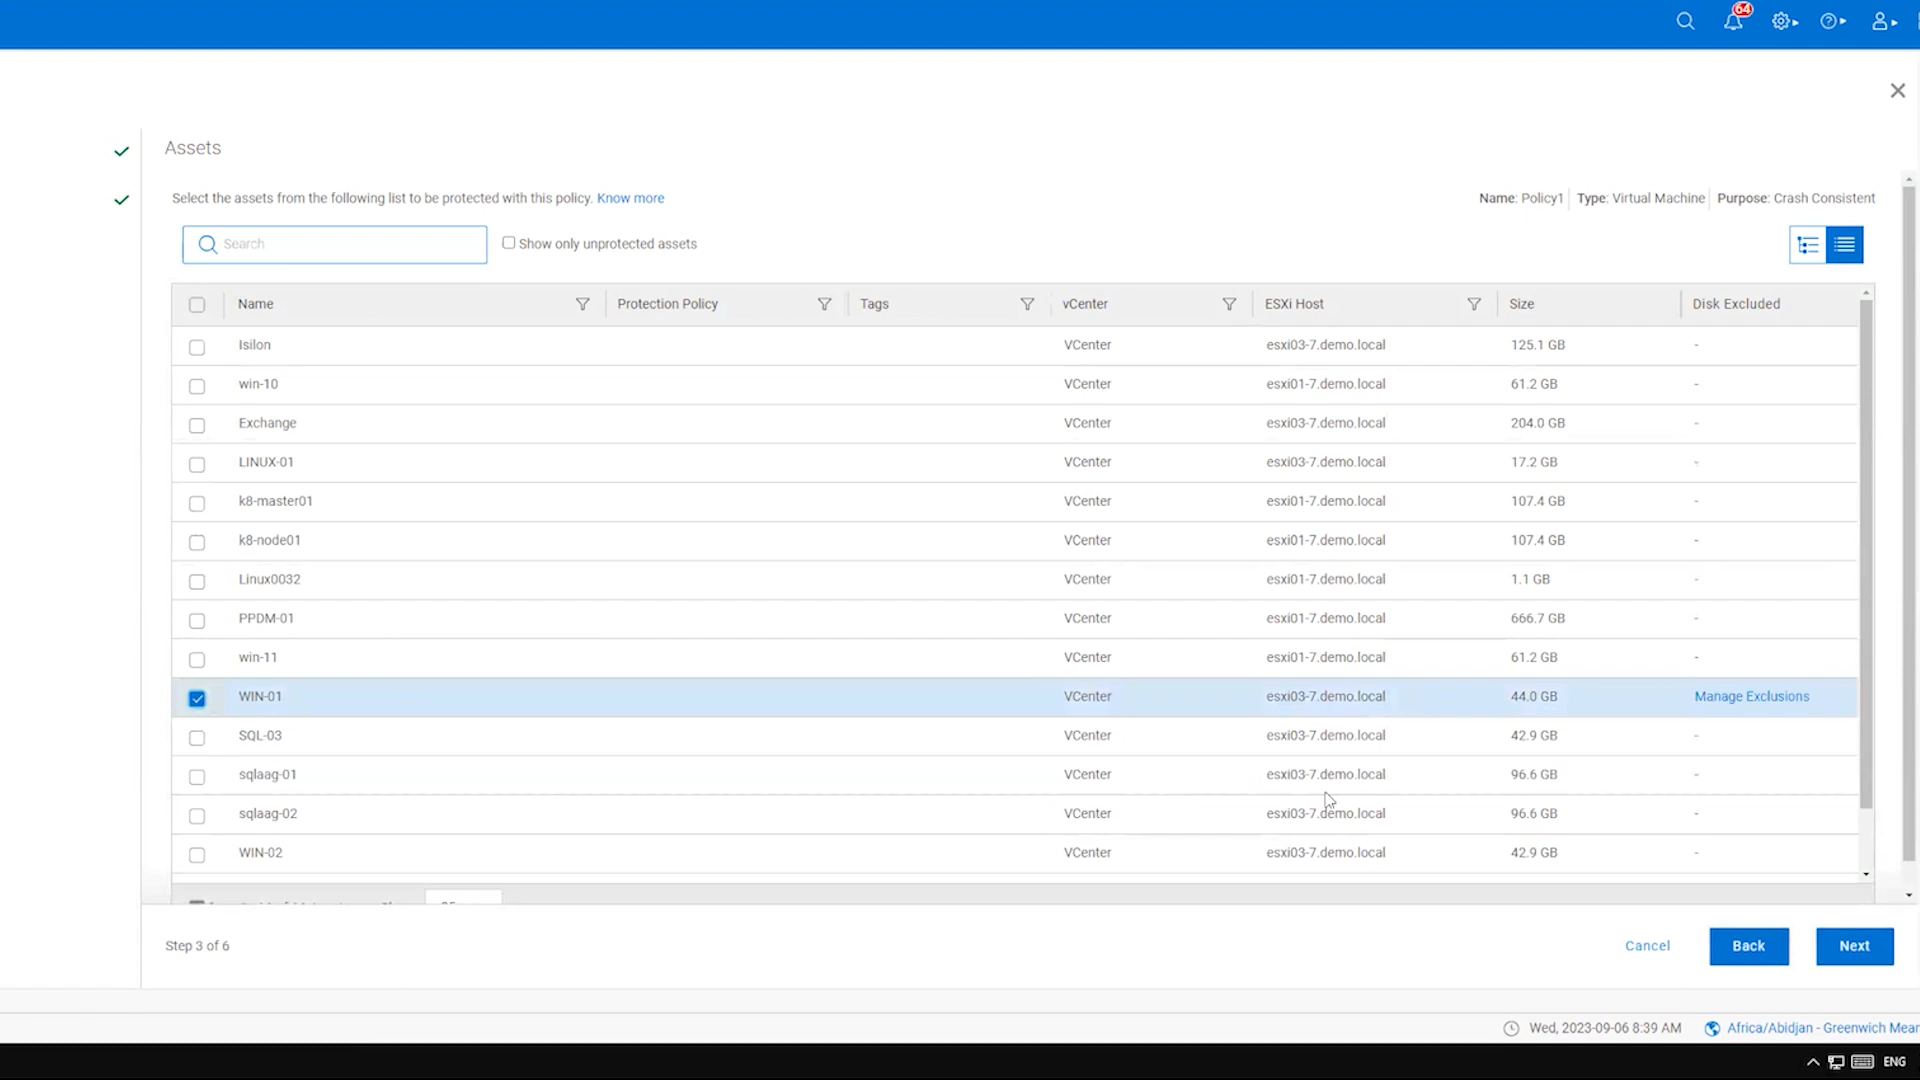 64
Assets
Select the assets from the following list to be protected with this policy. Know more
Name: Policy1 Type: Virtual Machine Purpose: Crash Consistent
Search
Show only unprotected assets
Name Protection Policy Tags vCenter ESXi Host Size Disk Excluded
Isilon VCenter esxi03-7.demo.local 125.1 GB -
win-10 VCenter esxi01-7.demo.local 61.2 GB -
Exchange VCenter esxi03-7.demo.local 204.0 GB -
LINUX-01 VCenter esxi03-7.demo.local 17.2 GB -
k8-master01 VCenter esxi01-7.demo.local 107.4 GB -
k8-node01 VCenter esxi01-7.demo.local 107.4 GB -
Linux0032 VCenter esxi01-7.demo.local 1.1 GB -
PPDM-01 VCenter esxi01-7.demo.local 666.7 GB -
win-11 VCenter esxi01-7.demo.local 61.2 GB -
WIN-01 VCenter esxi03-7.demo.local 44.0 GB Manage Exclusions
SQL-03 VCenter esxi03-7.demo.local 42.9 GB -
sqlaag-01 VCenter esxi03-7.demo.local 96.6 GB -
sqlaag-02 VCenter esxi03-7.demo.local 96.6 GB -
WIN-02 VCenter esxi03-7.demo.local 42.9 GB -
Step 3 of 6
Cancel Back Next
Wed, 2023-09-06 8:39 AM Africa/Abidjan - Greenwich Mear
ENG